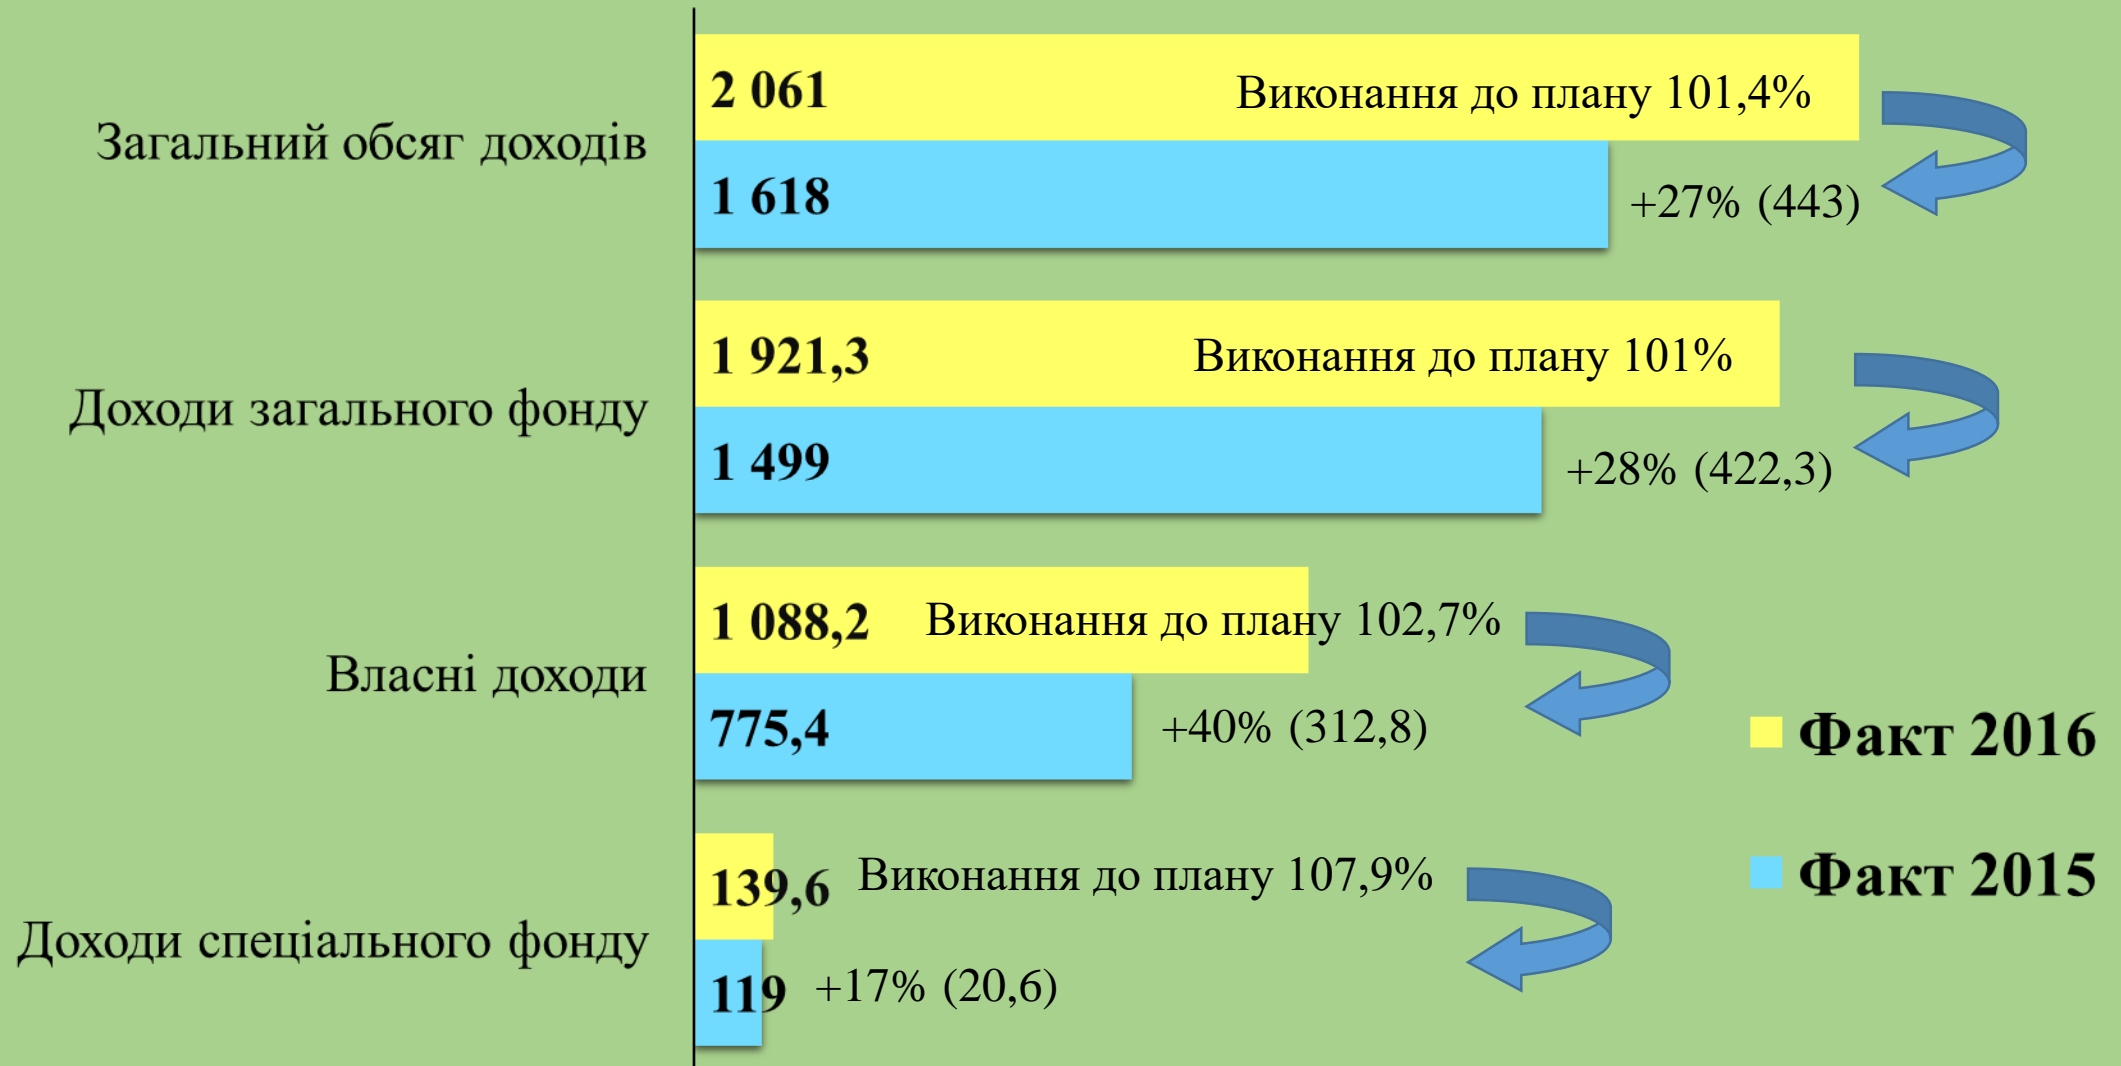 Загальний обсяг доходів
2 061
Виконання до плану 101,4%
1 618
+27% (443)
Доходи загального фонду
1 921,3
Виконання до плану 101%
1 499
+28% (422,3)
Власні доходи
1 088,2
Виконання до плану 102,7%
775,4
+40% (312,8)
Доходи спеціального фонду
139,6
Виконання до плану 107,9%
119
+17% (20,6)
Факт 2016
Факт 2015